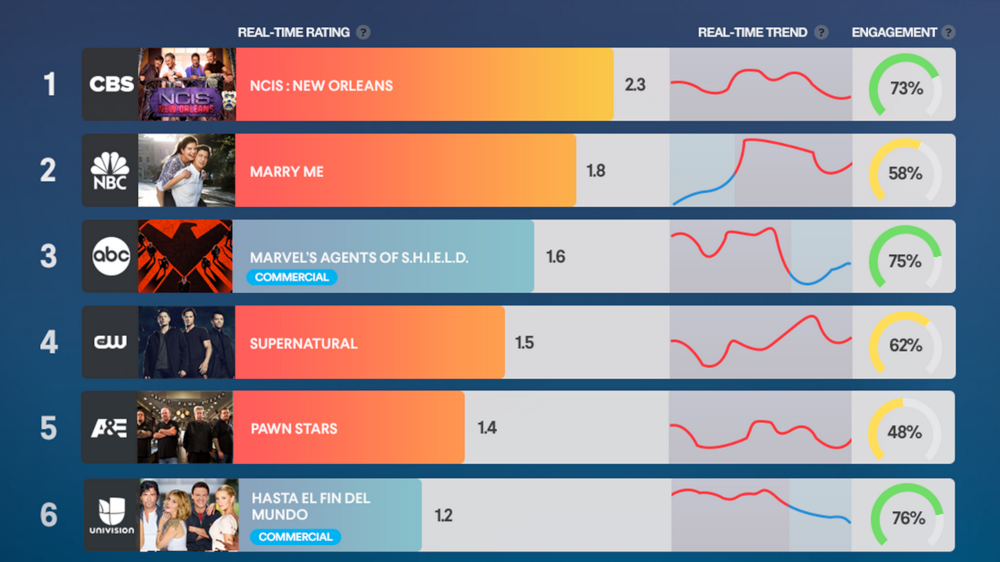 REAL-TIME RATING ?
REAL-TIME TREND ?
ENGAGEMENT ?
1
CBS
NCIS
NEW ORLEANS
NCIS : NEW ORLEANS
2.3
73%
2
NBC
MARRY ME
1.8
58%
3
abc
MARVEL'S AGENTS OF S.H.I.E.L.D.
COMMERCIAL
1.6
75%
4
CW
SUPERNATURAL
1.5
62%
5
A&E
PAWN STARS
1.4
48%
6
UNIVISION
HASTA EL FIN DEL
MUNDO
COMMERCIAL
1.2
76%